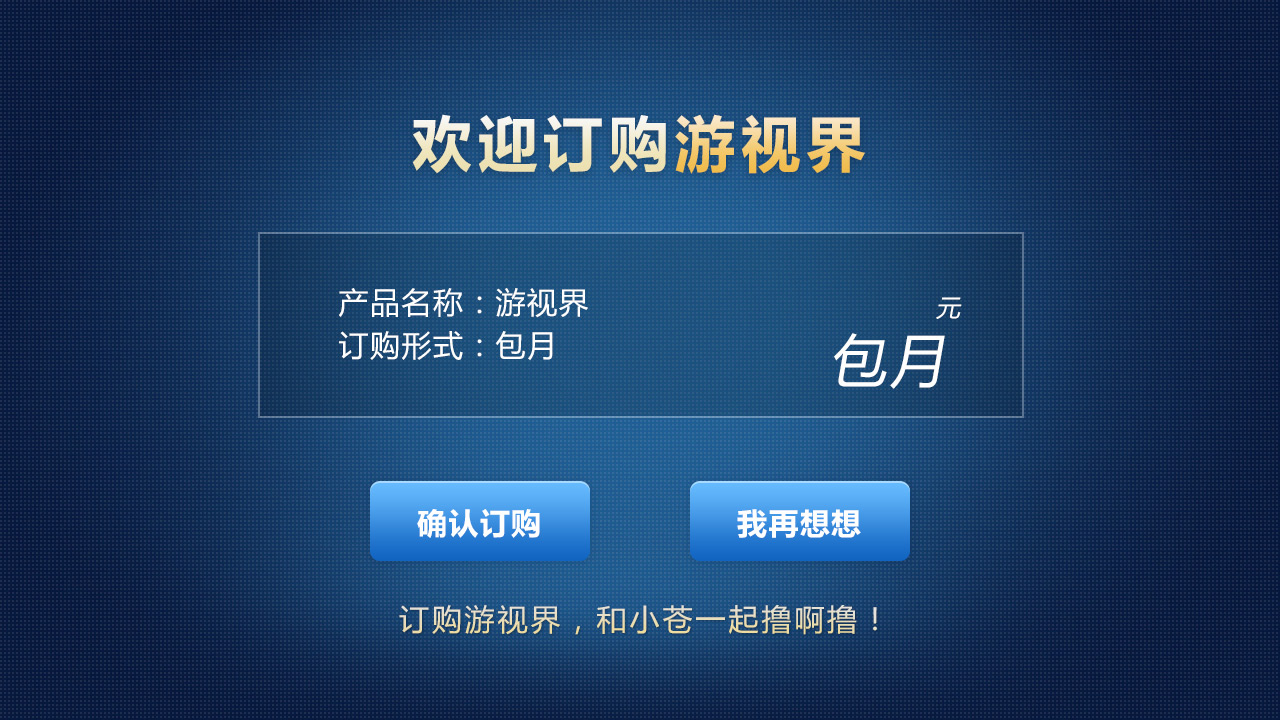 欢迎订购游视界
产品名称：游视界
订购形式：包月
元
包月
确认订购
我再想想
订购游视界，和小苍一起撸啊撸！